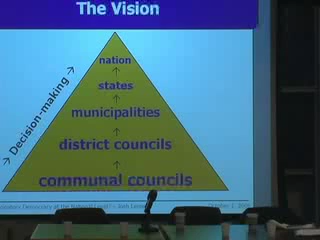 The Vision
nation
states
municipalities
district councils
communal councils
→ Decision-making →